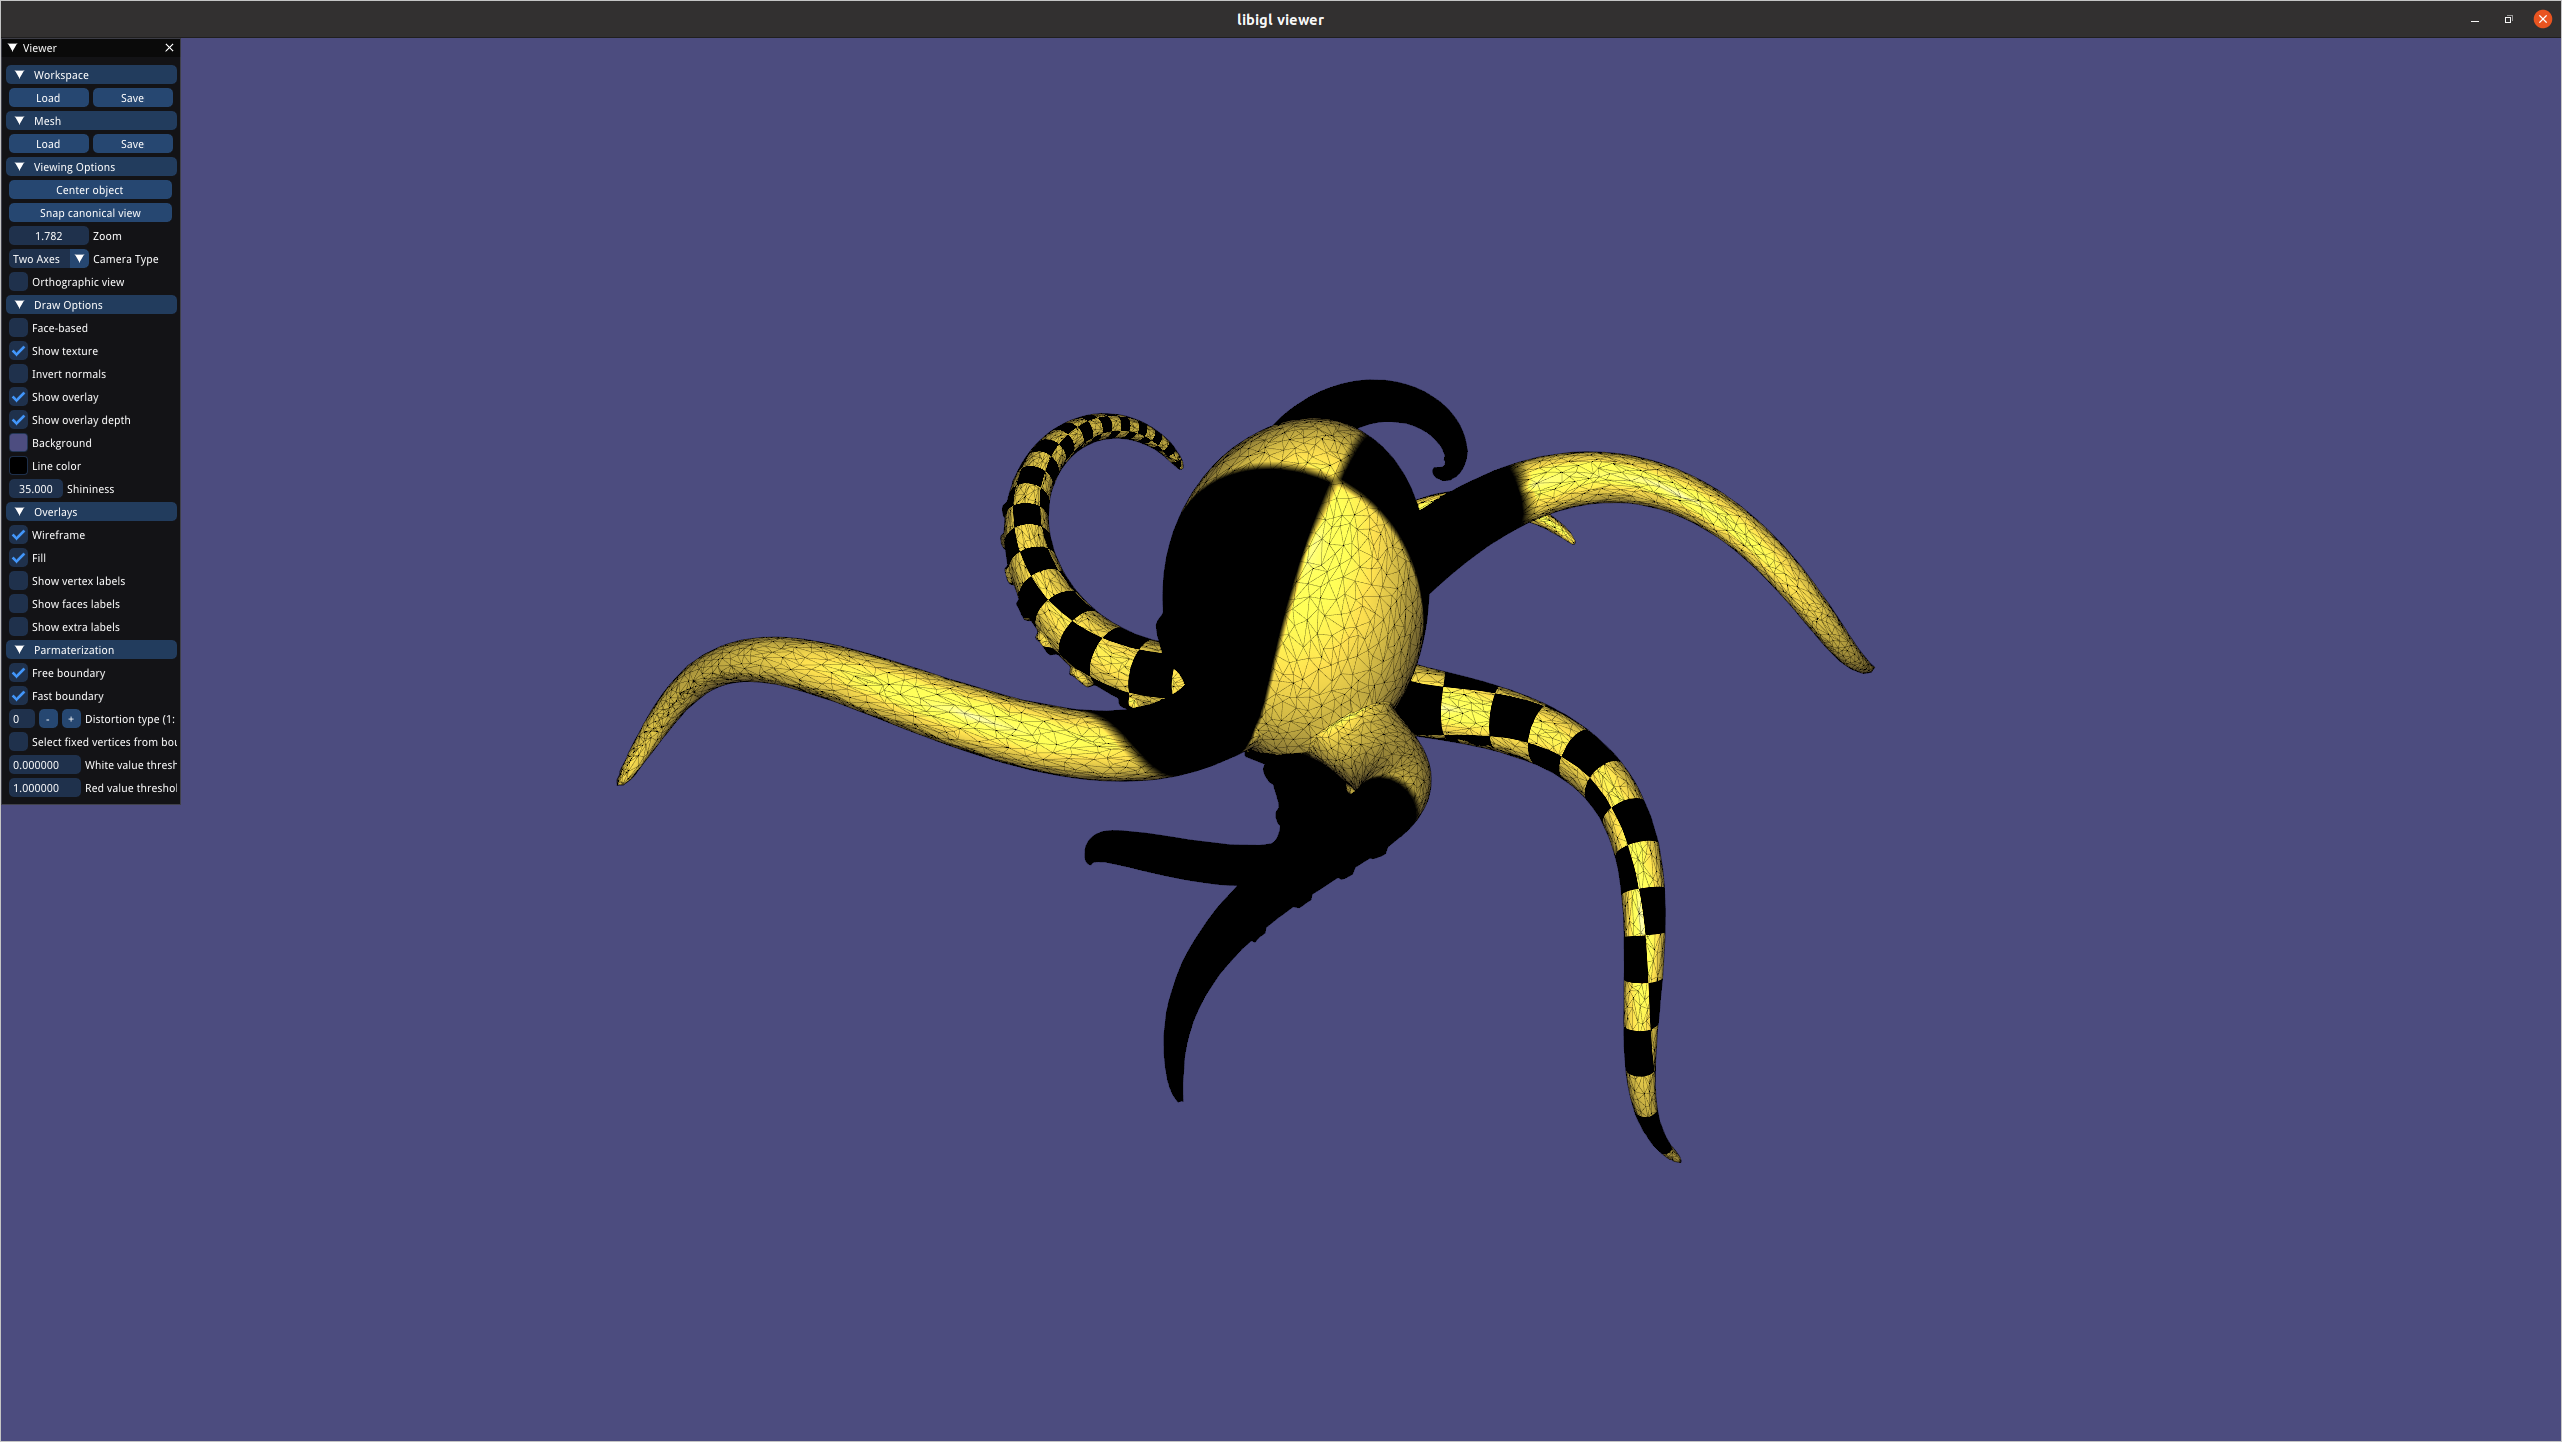 libigl viewer
Viewer
Workspace
Load Save
Mesh
Load Save
Viewing Options
Center object
Snap canonical view
1.782 Zoom
Two Axes Camera Type
Orthographic view
Draw Options
Face-based
Show texture
Invert normals
Show overlay
Show overlay depth
Background
Line color
35.000 Shininess
Overlays
Wireframe
Fill
Show vertex labels
Show faces labels
Show extra labels
Parmaterization
Free boundary
Fast boundary
0 - + Distortion type (1:
Select fixed vertices from bou
0.000000 White value thresh
1.000000 Red value threshol